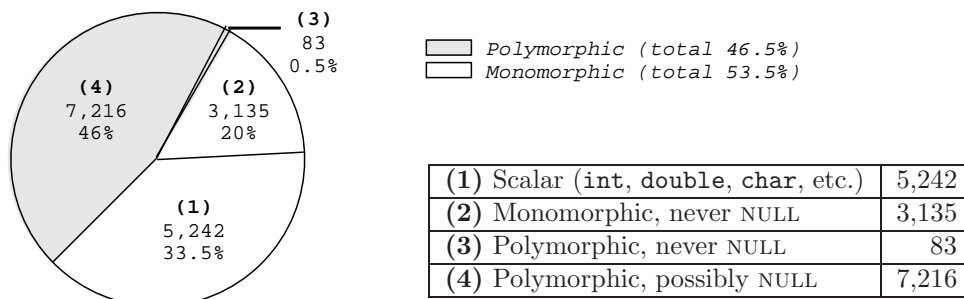 (3)
83
0.5%
(4)
7,216
46%
(2)
3,135
20%
(1)
5,242
33.5%
Polymorphic (total 46.5%)
Monomorphic (total 53.5%)
(1) Scalar (int, double, char, etc.) 5,242
(2) Monomorphic, never NULL 3,135
(3) Polymorphic, never NULL 83
(4) Polymorphic, possibly NULL 7,216